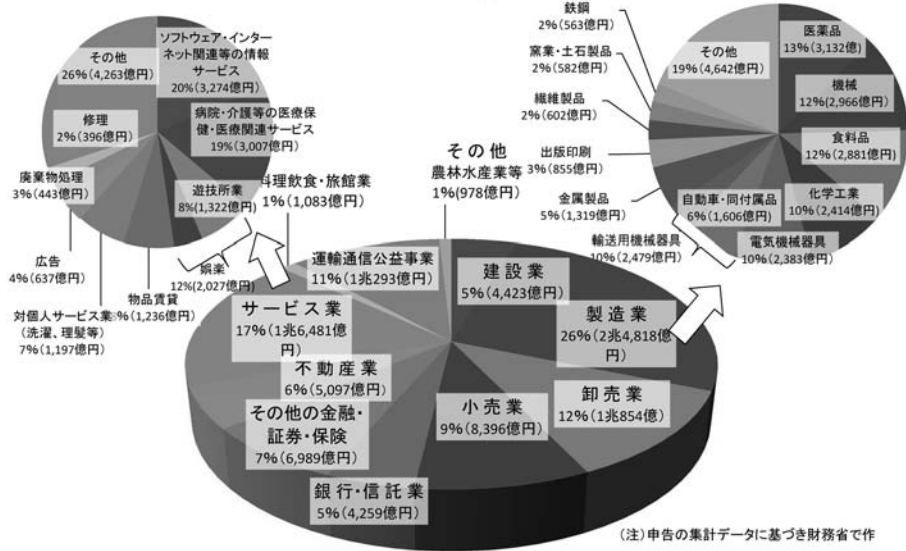 ソフトウェア・インター
ネット関連等の情報
サービス
20%(3,274億円)
病院・介護等の医療保
健・医療関連サービス
19%(3,007億円)
遊技所業
8%(1,322億円)
娯楽
12%(2,027億円)
物品賃貸
%(1,236億円)
対個人サービス業
(洗濯、理髪等)
7%(1,197億円)
広告
4%(637億円)
廃棄物処理
3%(443億円)
修理
2%(396億円)
その他
26%(4,263億円)
医薬品
13%(3,132億)
機械
12%(2,966億円)
食料品
12%(2,881億円)
化学工業
10%(2,414億円)
電気機械器具
10%(2,383億円)
自動車・同付属品
6%(1,606億円)
輸送用機械器具
10%(2,479億円)
金属製品
5%(1,319億円)
出版印刷
3%(855億円)
繊維製品
2%(602億円)
窯業・土石製品
2%(582億円)
鉄鋼
2%(563億円)
その他
19%(4,642億円)
建設業
5%(4,423億円)
製造業
26%(2兆4,818億
円)
卸売業
12%(1兆854億)
小売業
9%(8,396億円)
銀行・信託業
5%(4,259億円)
その他の金融・
証券・保険
7%(6,989億円)
不動産業
6%(5,097億円)
サービス業
17%(1兆6,481億
円)
料理飲食・旅館業
1%(1,083億円)
運輸通信公益事業
11%(1兆293億円)
その他
農林水産業等
1%(978億円)
(注)申告の集計データに基づき財務省で作